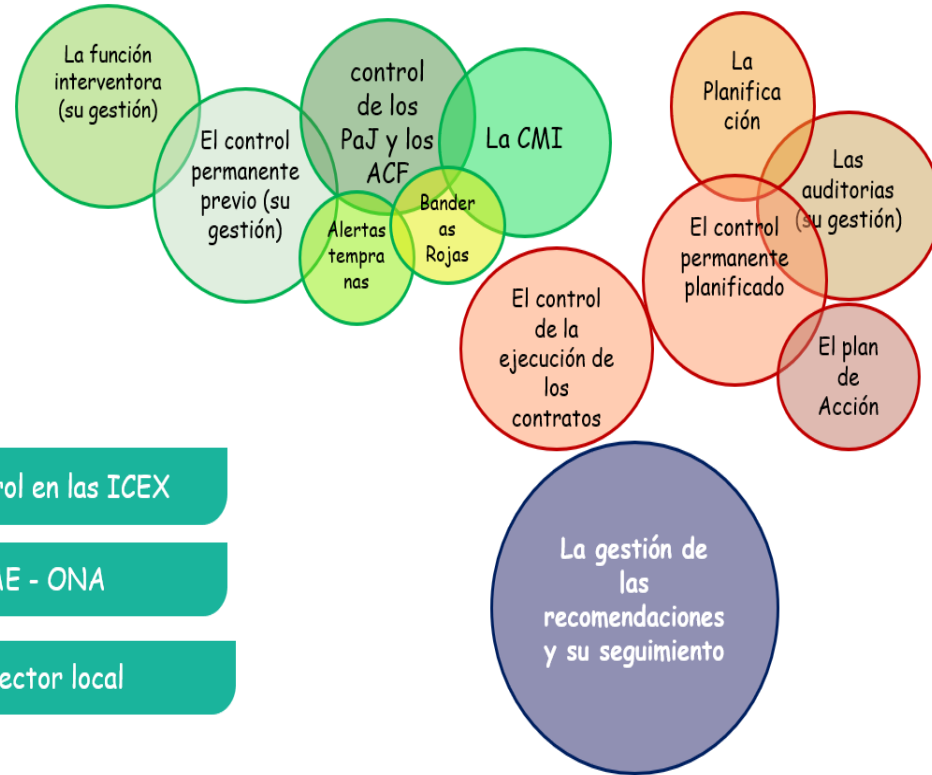 La función
interventora
(su gestión)
El control
permanente
previo (su
gestión)
control
de los
PaJ y los
ACF
La CMI
Alertas
tempra
nas
Bander
as
Rojas
La
Planifica
ción
Las
auditorias
(su gestión)
El control
permanente
planificado
El plan
de
Acción
El control
de la
ejecución de
los
contratos
rol en las ICEX
E - ONA
ector local
La gestión de
las
recomendaciones
y su seguimiento